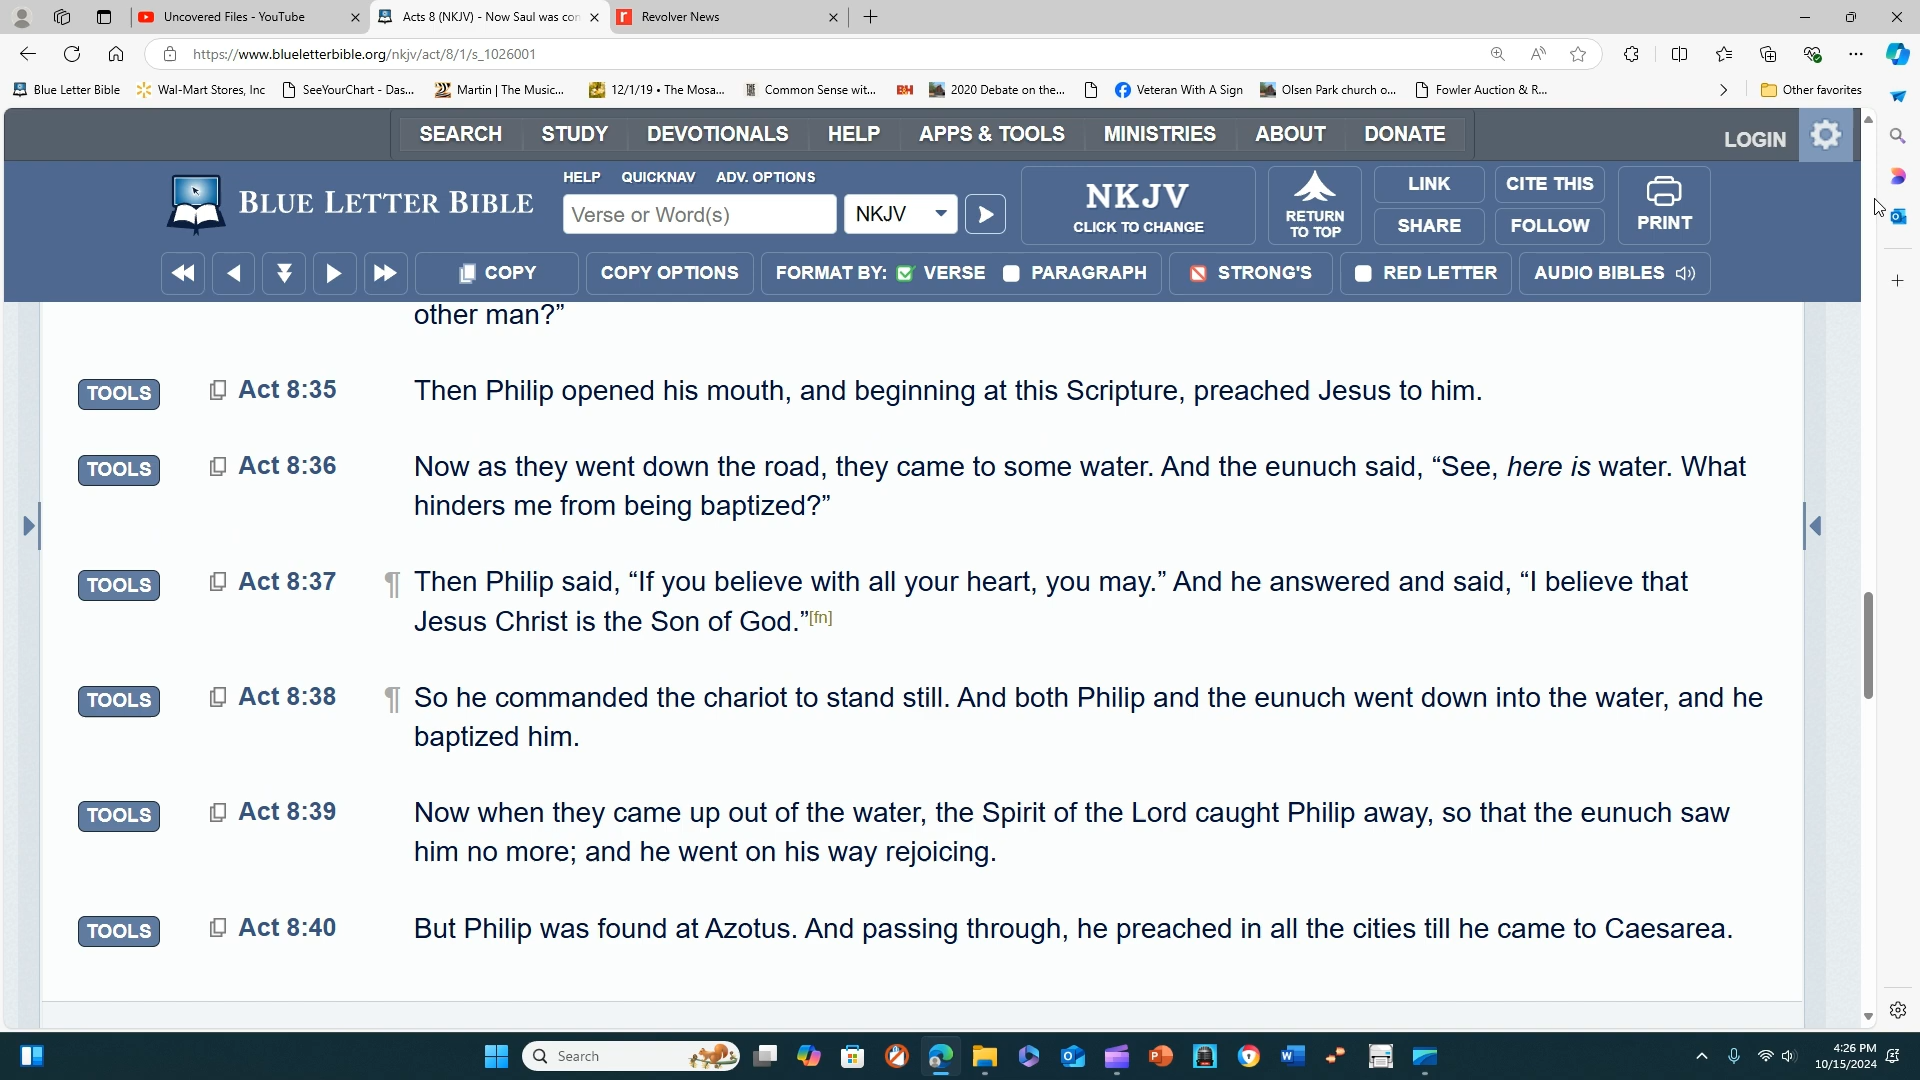 Uncovered Files - YouTube
Acts 8 (NKJV) - Now Saul was con
Revolver News
https://www.blueletterbible.org/nkjv/act/8/1/s_1026001
Blue Letter Bible
Wal-Mart Stores, Inc
SeeYourChart - Das...
Martin | The Music...
12/1/19 • The Mosa...
Common Sense wit...
BH
2020 Debate on the...
Veteran With A Sign
Olsen Park church o...
Fowler Auction & R...
Other favorites
SEARCH STUDY DEVOTIONALS HELP APPS & TOOLS MINISTRIES ABOUT DONATE
LOGIN
BLUE LETTER BIBLE
HELP QUICKNAV ADV. OPTIONS
Verse or Word(s)
NKJV
NKJV
CLICK TO CHANGE
RETURN
TO TOP
LINK
CITE THIS
SHARE
FOLLOW
PRINT
COPY COPY OPTIONS FORMAT BY: VERSE PARAGRAPH STRONG'S RED LETTER AUDIO BIBLES
other man?”
TOOLS Act 8:35 Then Philip opened his mouth, and beginning at this Scripture, preached Jesus to him.
TOOLS Act 8:36 Now as they went down the road, they came to some water. And the eunuch said, “See, here is water. What
hinders me from being baptized?”
TOOLS Act 8:37 ¶ Then Philip said, “If you believe with all your heart, you may.” And he answered and said, “I believe that
Jesus Christ is the Son of God.”[fn]
TOOLS Act 8:38 ¶ So he commanded the chariot to stand still. And both Philip and the eunuch went down into the water, and he
baptized him.
TOOLS Act 8:39 Now when they came up out of the water, the Spirit of the Lord caught Philip away, so that the eunuch saw
him no more; and he went on his way rejoicing.
TOOLS Act 8:40 But Philip was found at Azotus. And passing through, he preached in all the cities till he came to Caesarea.
Search
4:26 PM
10/15/2024